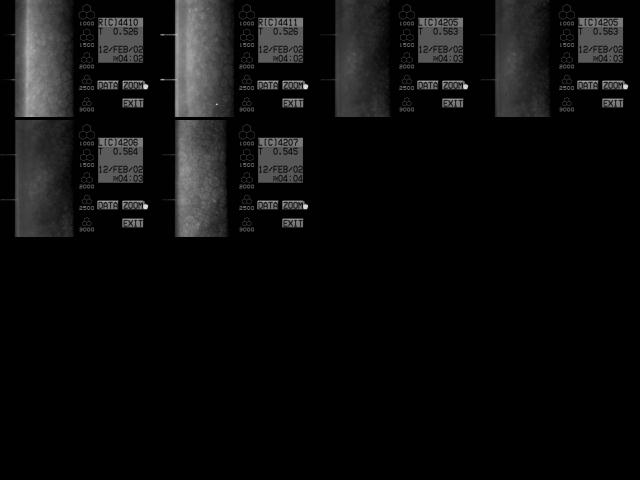 1000
R(C)4410
T 0.526
1500
12/FEB/02
PM04:02
2000
2500
DATA
ZOOM
EXIT
3000
1000
R(C)4411
T 0.526
1500
12/FEB/02
PM04:02
2000
2500
DATA
ZOOM
EXIT
3000
1000
L(C)4205
T 0.563
1500
12/FEB/02
PM04:03
2000
2500
DATA
ZOOM
EXIT
3000
1000
L(C)4205
T 0.563
1500
12/FEB/02
PM04:03
2000
2500
DATA
ZOOM
EXIT
3000
1000
L(C)4206
T 0.564
1500
12/FEB/02
PM04:03
2000
2500
DATA
ZOOM
EXIT
3000
1000
L(C)4207
T 0.545
1500
12/FEB/02
PM04:04
2000
2500
DATA
ZOOM
EXIT
3000